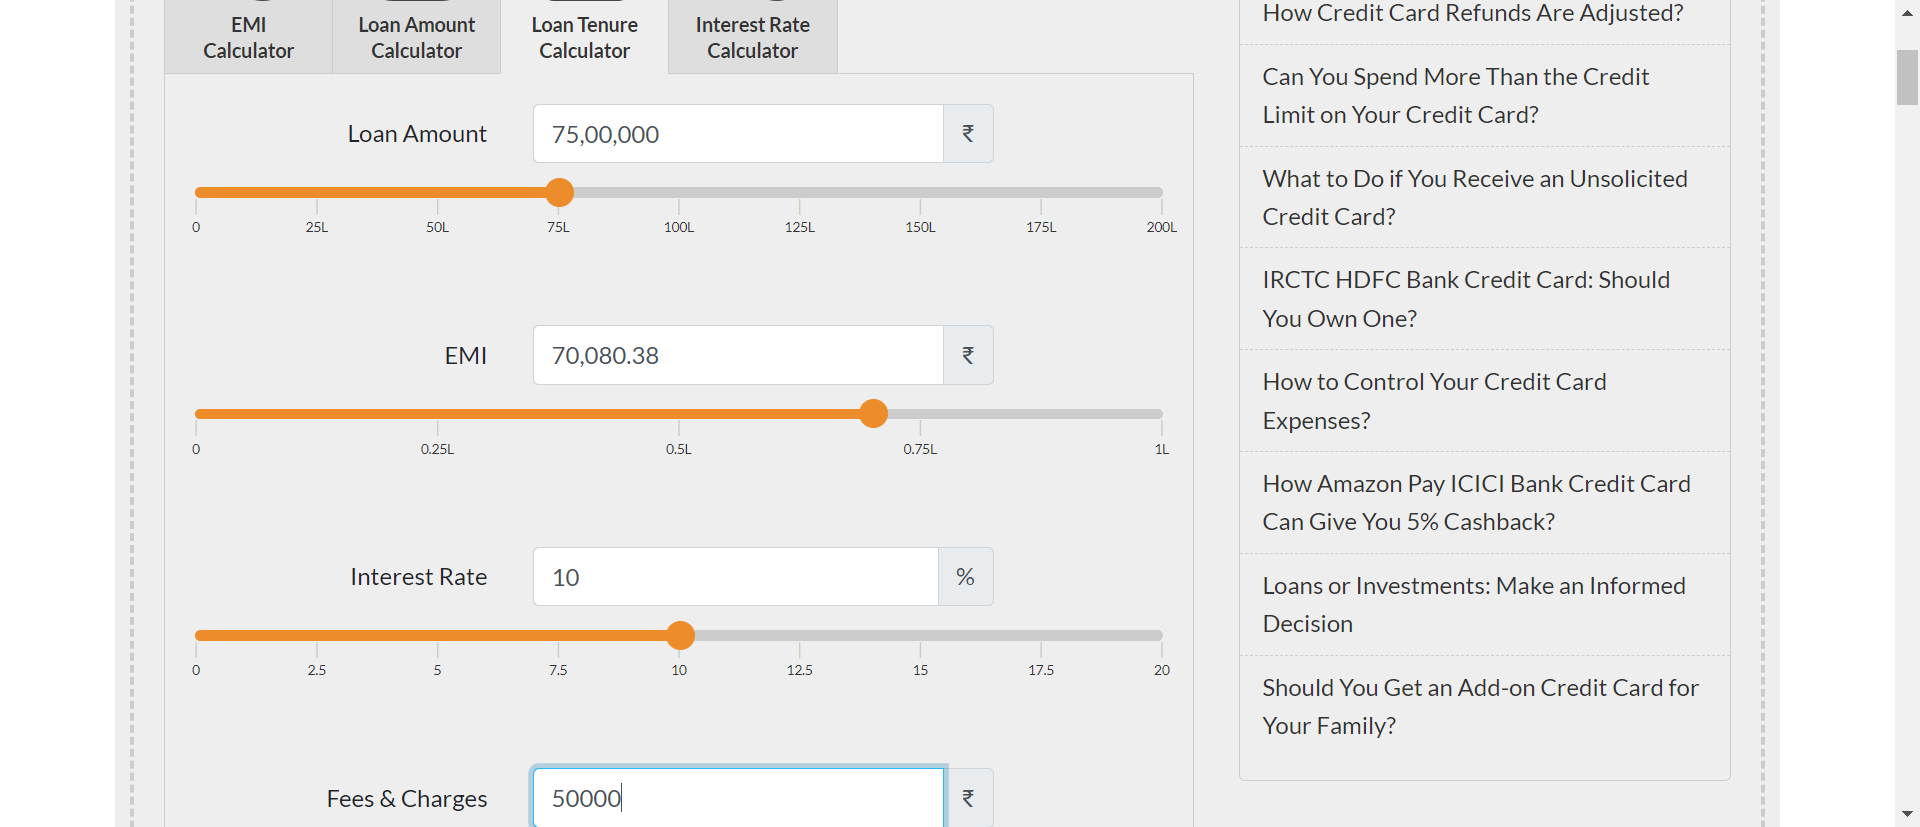 EMI
Calculator
Loan Amount
Calculator
Loan Tenure
Calculator
Interest Rate
Calculator
Loan Amount
75,00,000
₹
0 25L 50L 75L 100L 125L 150L 175L 200L
EMI
70,080.38
₹
0 0.25L 0.5L 0.75L 1L
Interest Rate
10
%
0 2.5 5 7.5 10 12.5 15 17.5 20
Fees & Charges
50000
₹
How Credit Card Refunds Are Adjusted?
Can You Spend More Than the Credit
Limit on Your Credit Card?
What to Do if You Receive an Unsolicited
Credit Card?
IRCTC HDFC Bank Credit Card: Should
You Own One?
How to Control Your Credit Card
Expenses?
How Amazon Pay ICICI Bank Credit Card
Can Give You 5% Cashback?
Loans or Investments: Make an Informed
Decision
Should You Get an Add-on Credit Card for
Your Family?